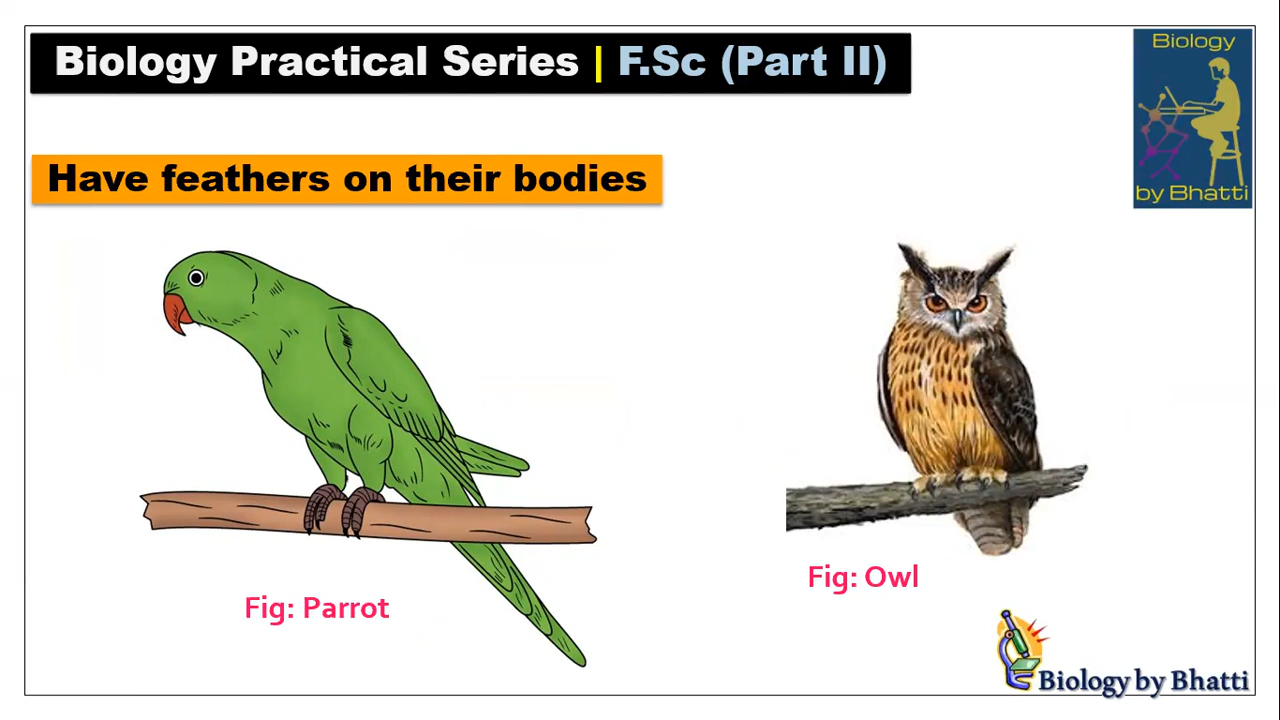 Biology Practical Series | F.Sc (Part II)
Biology
by Bhatti
Have feathers on their bodies
Fig: Parrot
Fig: Owl
Biology by Bhatti